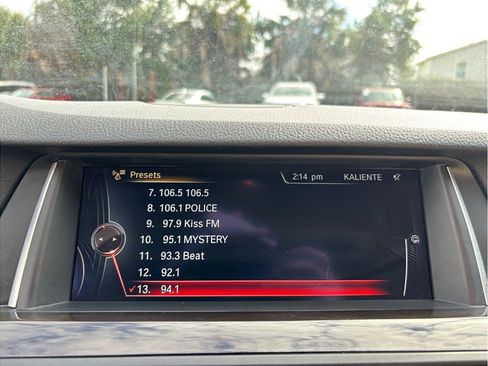 Presets 2:14 pm KALIENTE
7. 106.5 106.5
8. 106.1 POLICE
9. 97.9 Kiss FM
10. 95.1 MYSTERY
11. 93.3 Beat
12. 92.1
✓13. 94.1